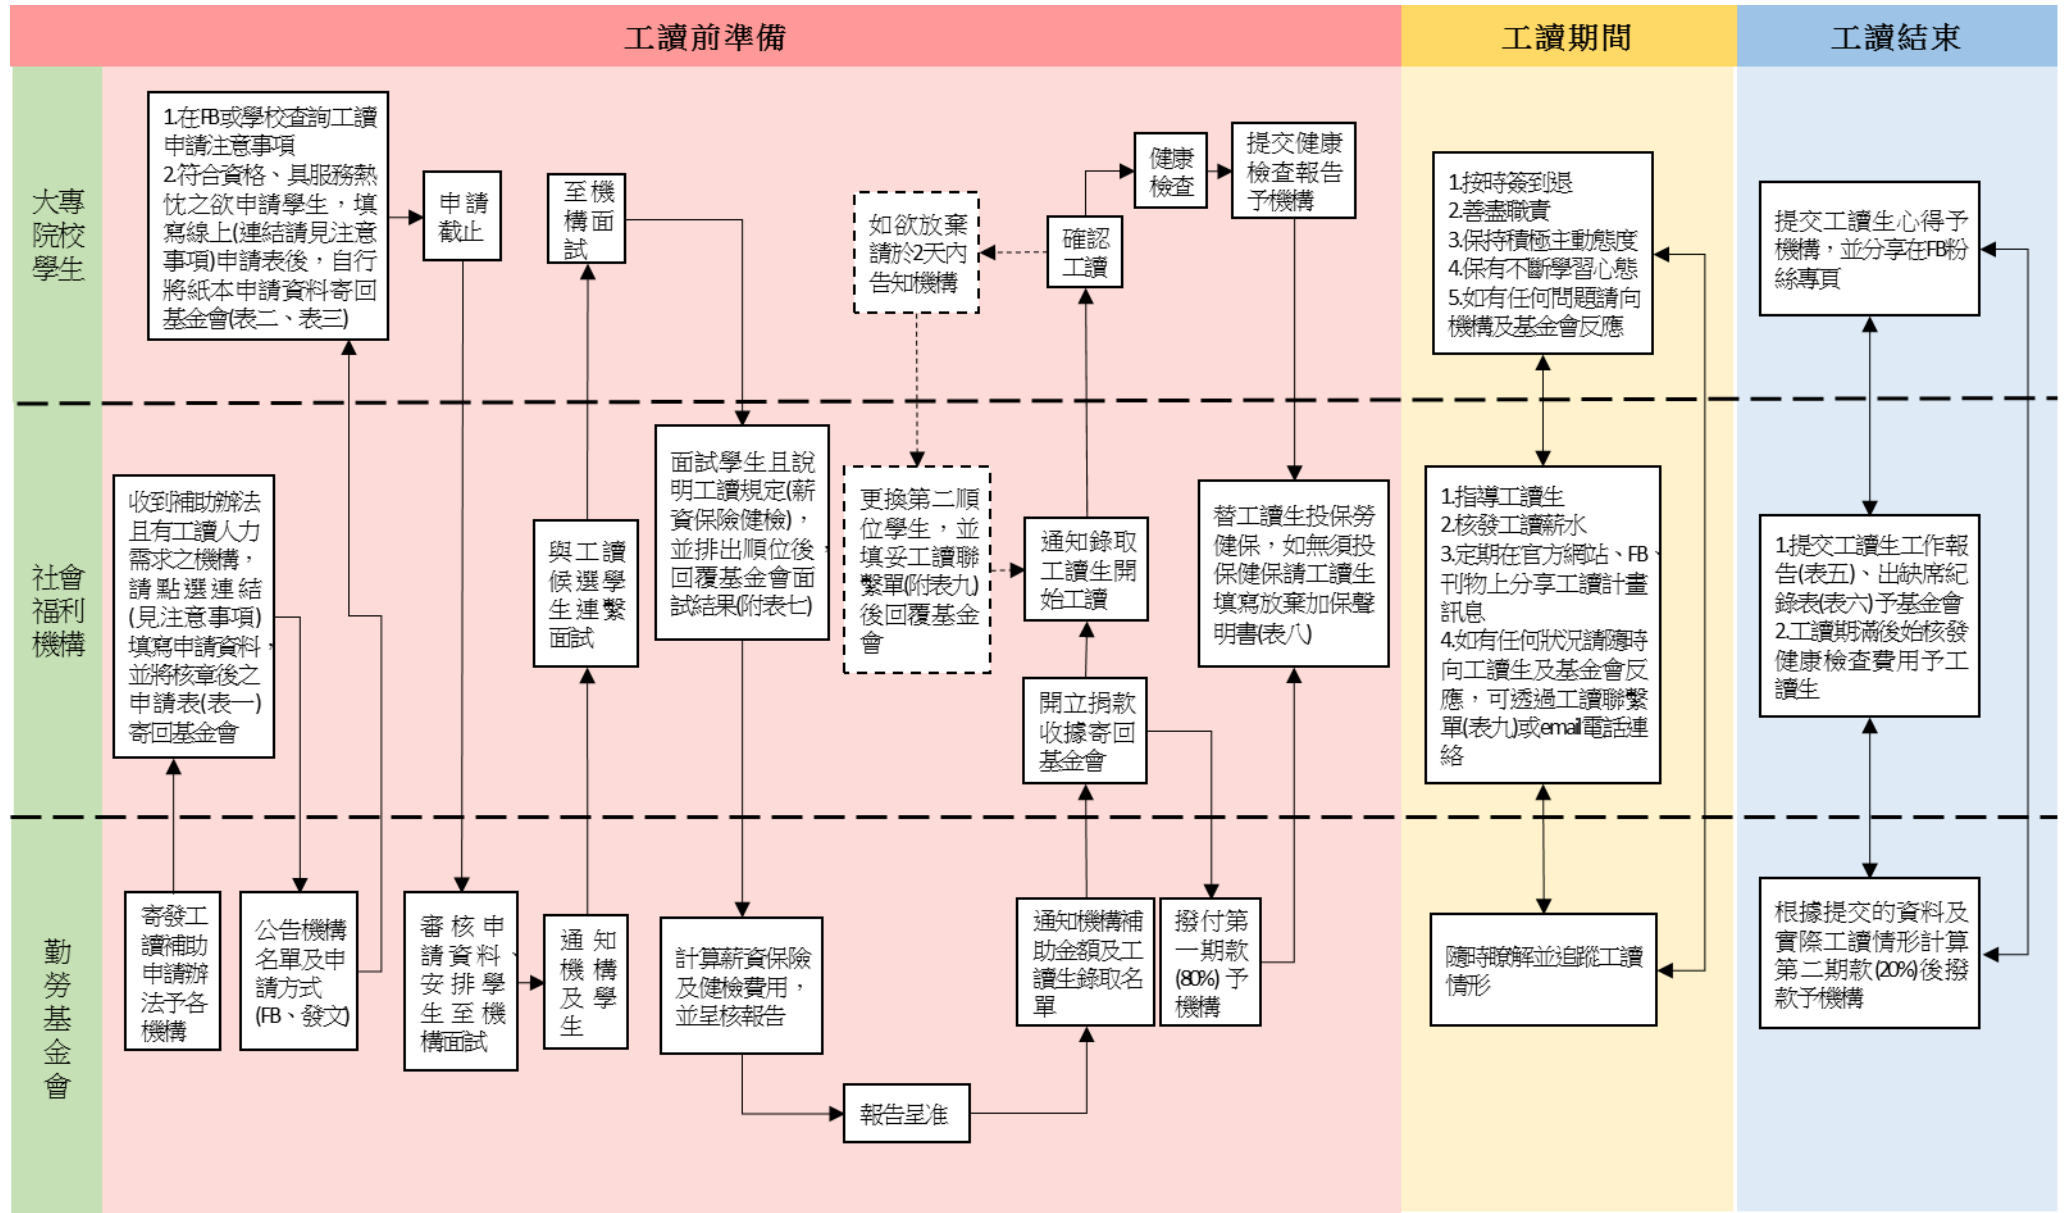 工讀前準備
工讀期間
工讀結束
大專
院校
學生
1.在FB或學校查詢工讀
申請注意事項
2.符合資格、具服務熱
忱之欲申請學生，填
寫線上(連結請見注意
事項)申請表後，自行
將紙本申請資料寄回
基金會(表二、表三)
申請
截止
至機
構面
試
如欲放棄
請於2天內
告知機構
確認
工讀
健康
檢查
提交健康
檢查報告
予機構
1.按時簽到退
2.善盡職責
3.保持積極主動態度
4.保有不斷學習心態
5.如有任何問題請向
機構及基金會反應
提交工讀生心得予
機構，並分享在FB粉
絲專頁
社會
福利
機構
收到補助辦法
且有工讀人力
需求之機構，
請點選連結
(見注意事項)
填寫申請資料，
並將核章後之
申請表(表一)
寄回基金會
與工讀
候選學
生連繫
面試
面試學生且說
明工讀規定(薪
資保險健檢)，
並排出順位後，
回覆基金會面
試結果(附表七)
更換第二順
位學生，並
填妥工讀聯
繫單(附表九)
後回覆基金
會
通知錄取
工讀生開
始工讀
開立捐款
收據寄回
基金會
替工讀生投保勞
健保，如無須投
保健保請工讀生
填寫放棄加保聲
明書(表八)
1.指導工讀生
2.核發工讀薪水
3.定期在官方網站、FB、
刊物上分享工讀計畫
訊息
4.如有任何狀況請隨時
向工讀生及基金會反
應，可透過工讀聯繫
單(表九)或email電話連
絡
1.提交工讀生工作報
告(表五)、出缺席紀
錄表(表六)予基金會
2.工讀期滿後始核發
健康檢查費用予工
讀生
勤
勞
基
金
會
寄發工
讀補助
申請辦
法予各
機構
公告機構
名單及申
請方式
(FB、發文)
審核申
請資料、
安排學
生至機
構面試
通知
機構
及學
生
計算薪資保險
及健檢費用，
並呈核報告
報告呈准
通知機構補
助金額及工
讀生錄取名
單
撥付第
一期款
(80%)予
機構
隨時瞭解並追蹤工讀
情形
根據提交的資料及
實際工讀情形計算
第二期款(20%)後撥
款予機構